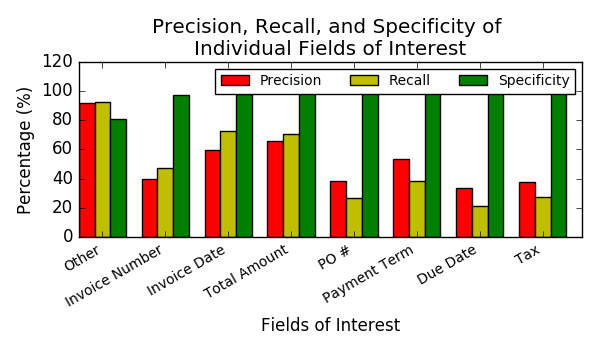 Precision, Recall, and Specificity of
Individual Fields of Interest
Precision
Recall
Specificity
Percentage (%)
120
100
80
60
40
20
0
Other
Invoice Number
Invoice Date
Total Amount
PO #
Payment Term
Due Date
Tax
Fields of Interest